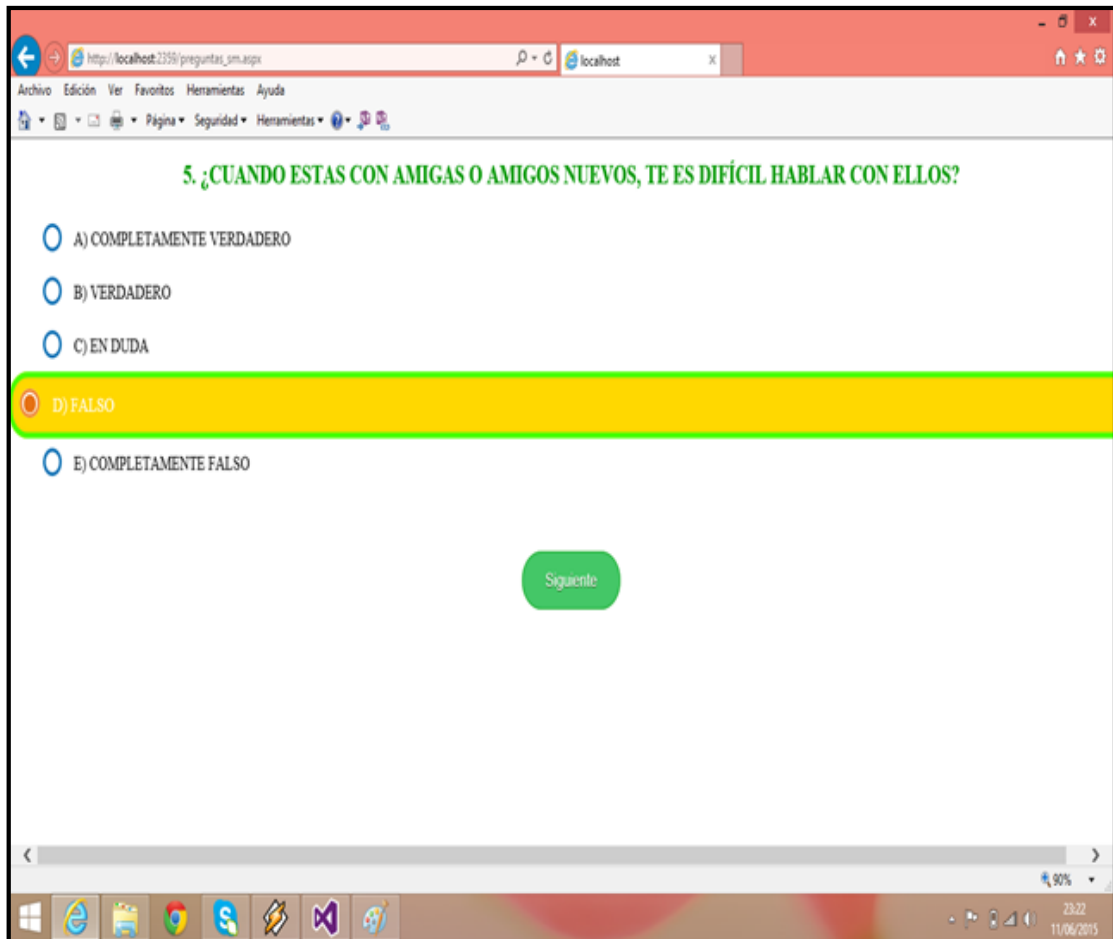 http://localhost:2359/preguntas_sm.aspx
localhost
Archivo Edición Ver Favoritos Herramientas Ayuda
Página Seguridad Herramientas
5. ¿CUANDO ESTAS CON AMIGAS O AMIGOS NUEVOS, TE ES DIFÍCIL HABLAR CON ELLOS?
A) COMPLETAMENTE VERDADERO
B) VERDADERO
C) EN DUDA
D) FALSO
E) COMPLETAMENTE FALSO
Siguiente
90%
23:22
11/06/2015